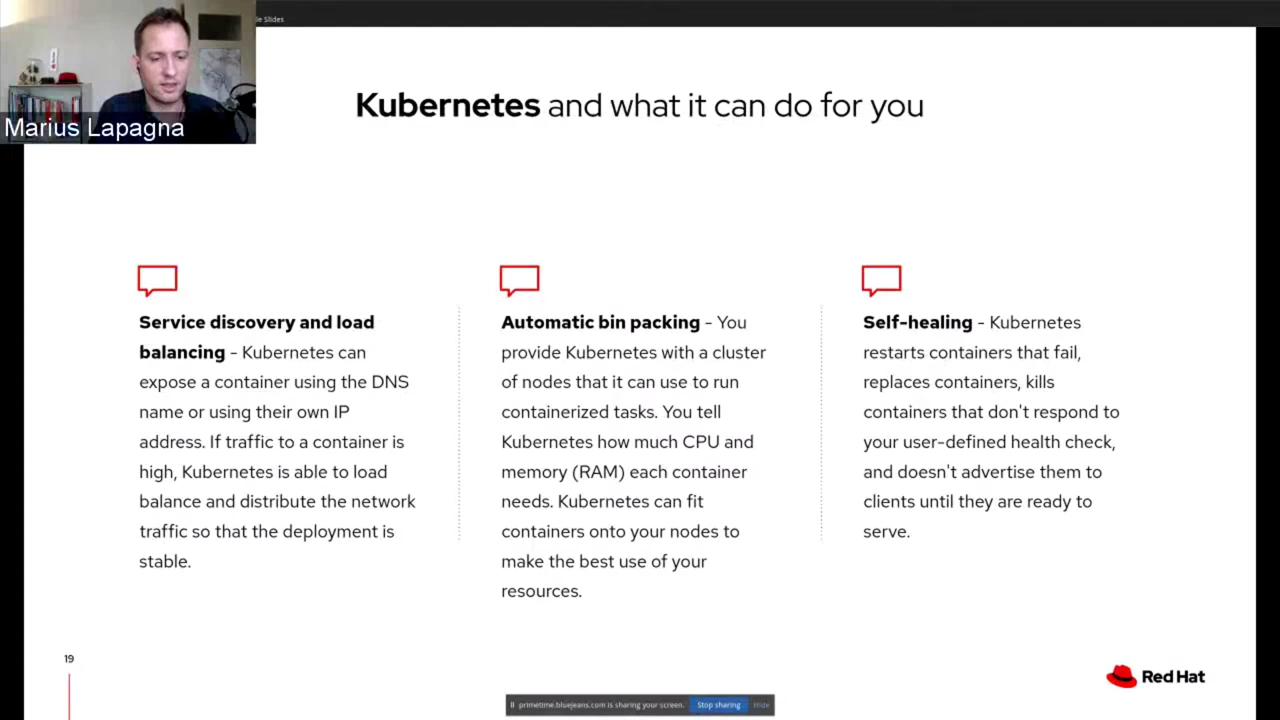 le Slides
Marius Lapagna
Kubernetes and what it can do for you
Service discovery and load
balancing - Kubernetes can
expose a container using the DNS
name or using their own IP
address. If traffic to a container is
high, Kubernetes is able to load
balance and distribute the network
traffic so that the deployment is
stable.
Automatic bin packing - You
provide Kubernetes with a cluster
of nodes that it can use to run
containerized tasks. You tell
Kubernetes how much CPU and
memory (RAM) each container
needs. Kubernetes can fit
containers onto your nodes to
make the best use of your
resources.
Self-healing - Kubernetes
restarts containers that fail,
replaces containers, kills
containers that don't respond to
your user-defined health check,
and doesn't advertise them to
clients until they are ready to
serve.
19
Red Hat
primetime.bluejeans.com is sharing your screen. Stop sharing Hide